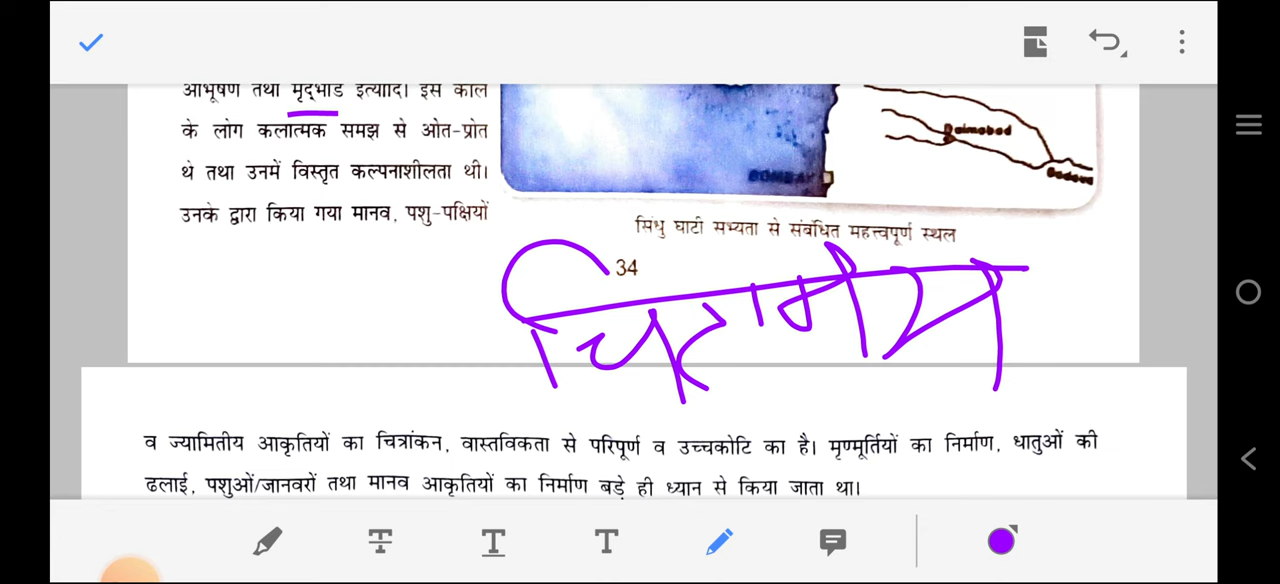 आभूषण तथा मृद्भांड इत्यादि। इस काल
के लोग कलात्मक समझ से ओत-प्रोत
थे तथा उनमें विस्तृत कल्पनाशीलता थी।
उनके द्वारा किया गया मानव, पशु-पक्षियों
Daimabad
BOMBAY
सिंधु घाटी सभ्यता से संबंधित महत्त्वपूर्ण स्थल
34
व ज्यामितीय आकृतियों का चित्रांकन, वास्तविकता से परिपूर्ण व उच्चकोटि का है। मृण्मूर्तियों का निर्माण, धातुओं की
ढलाई, पशुओं/जानवरों तथा मानव आकृतियों का निर्माण बड़े ही ध्यान से किया जाता था।
T
T
T